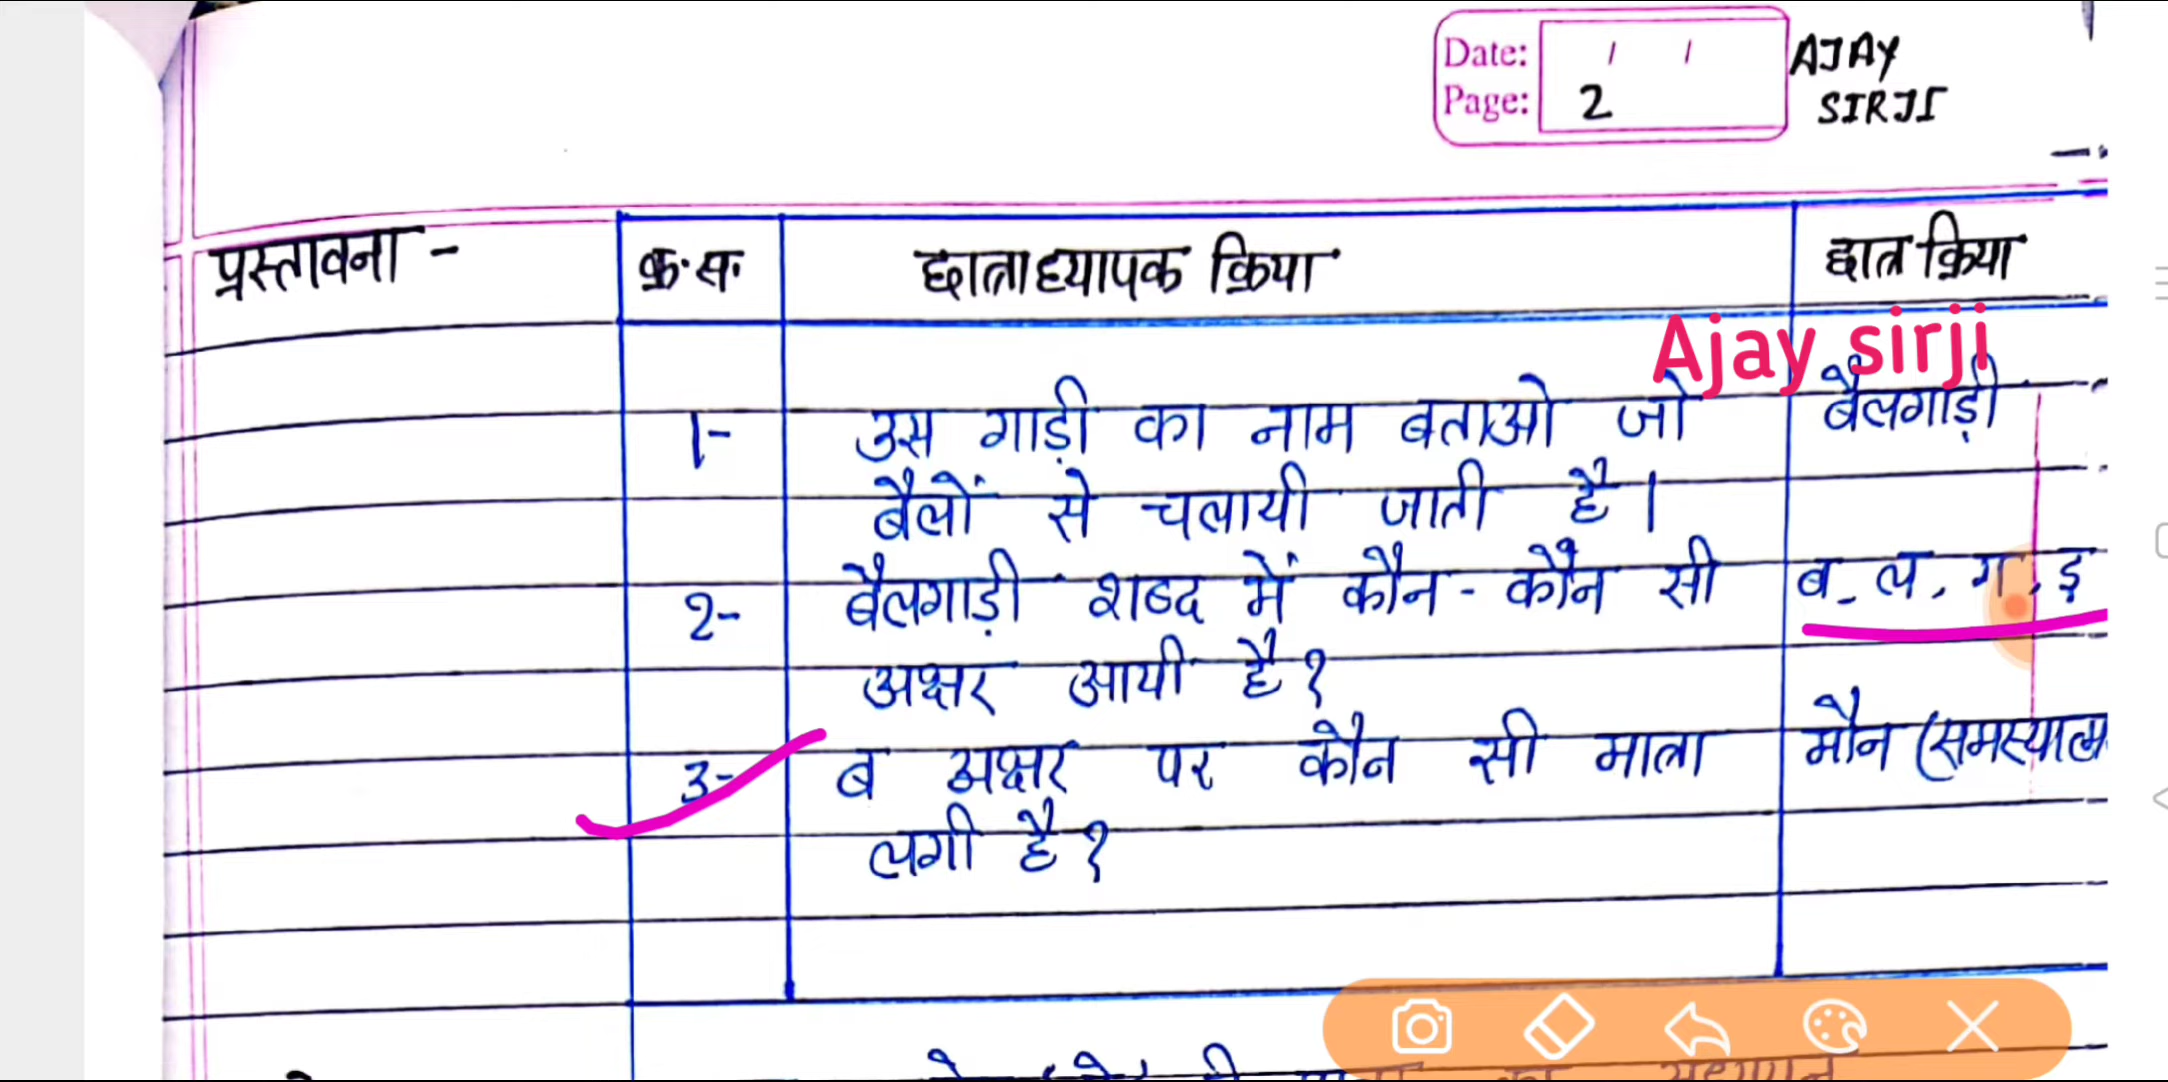 Date: / / AJAY
Page: 2 SIRJI
प्रस्तावना - क्र.स. छात्राध्यापक क्रिया छात्र क्रिया
Ajay sirji
1- उस गाड़ी का नाम बताओ जो बैलगाड़ी
बैलों से चलायी जाती है।
2- बैलगाड़ी शब्द में कौन-कौन सी ब, ल, ग, ड़
अक्षर आयी है?
3- ब अक्षर पर कौन सी मात्रा मौन (समस्यात्म
लगी है?